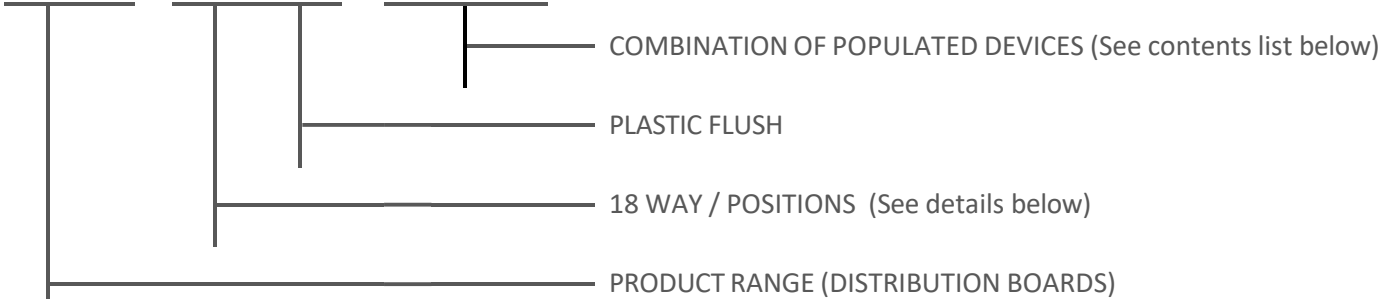 COMBINATION OF POPULATED DEVICES (See contents list below)
PLASTIC FLUSH
18 WAY / POSITIONS (See details below)
PRODUCT RANGE (DISTRIBUTION BOARDS)